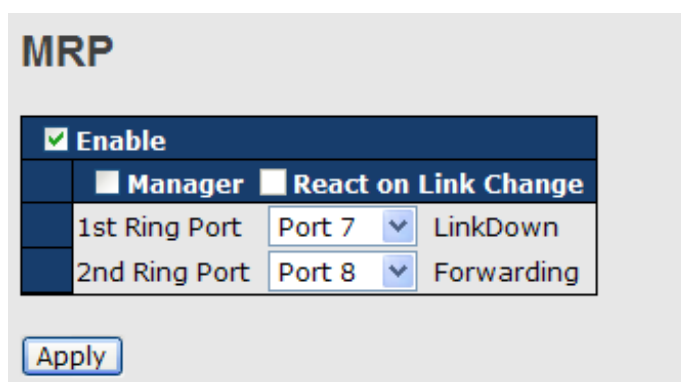 MRP
Enable
Manager React on Link Change
1st Ring Port Port 7 LinkDown
2nd Ring Port Port 8 Forwarding
Apply